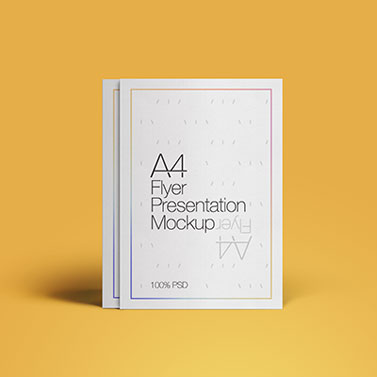 A4
Flyer
Presentation
Mockup
A4
Flyer
100% PSD